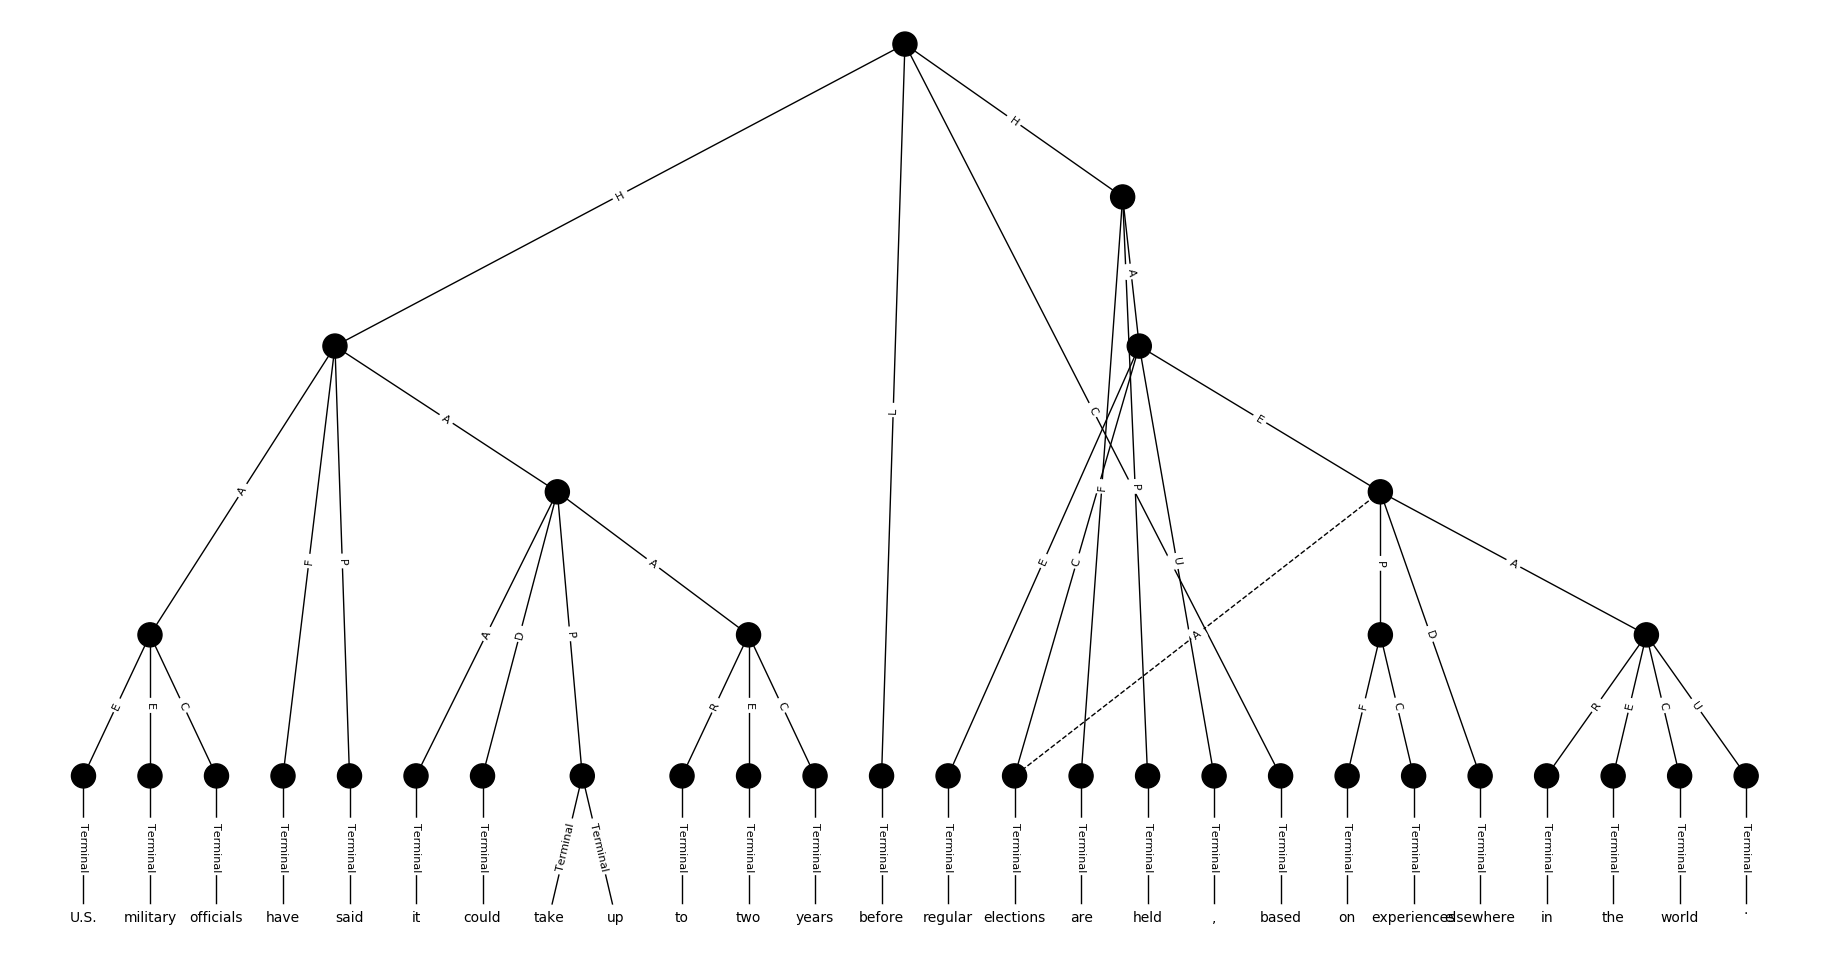 H
H
A
A
E
L
C
A
F
P
F
P
U
E
C
A
P
A
D
P
A
A
D
E
E
C
R
E
C
F
C
R
E
C
U
Terminal Terminal Terminal Terminal Terminal Terminal Terminal Terminal Terminal Terminal Terminal Terminal Terminal Terminal Terminal Terminal Terminal Terminal Terminal Terminal Terminal Terminal Terminal Terminal Terminal Terminal
U.S. military officials have said it could take up to two years before regular elections are held , based on experiences elsewhere in the world .